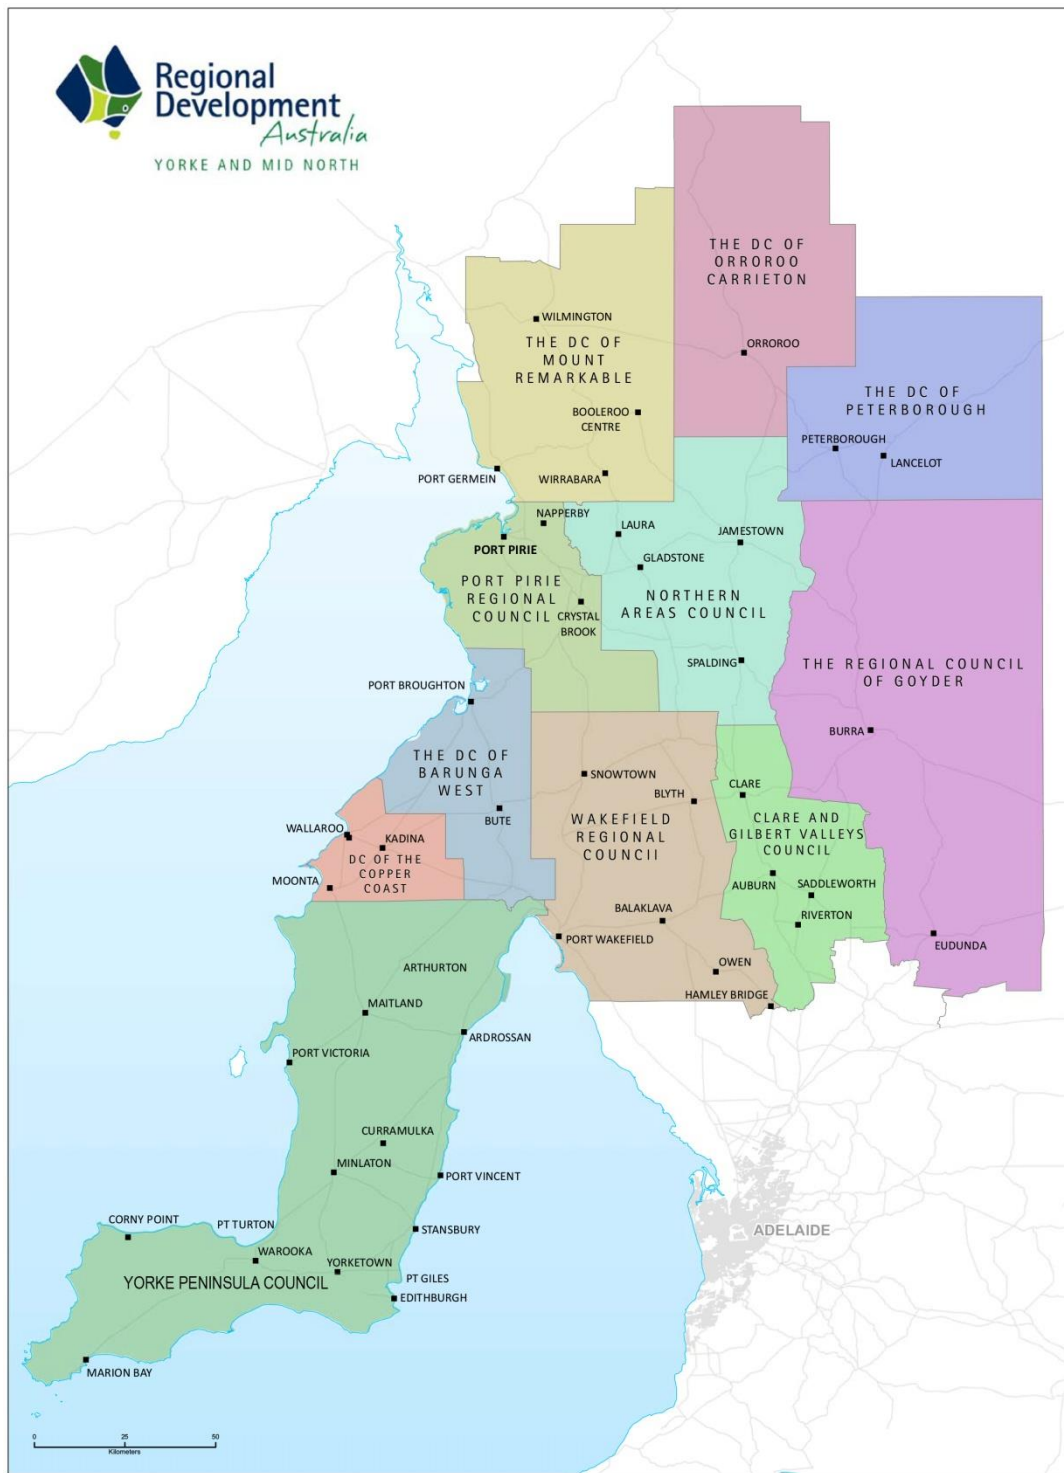 Regional
Development
Australia
YORKE AND MID NORTH
THE DC OF
ORROROO
CARRIETON
WILMINGTON
THE DC OF
MOUNT
REMARKABLE
ORROROO
THE DC OF
PETERBOROUGH
BOOLEROO
CENTRE
PETERBOROUGH
LANCELOT
PORT GERMEIN
WIRRABARA
NAPPERBY
LAURA
JAMESTOWN
PORT PIRIE
GLADSTONE
PORT PIRIE
REGIONAL
COUNCIL
CRYSTAL
BROOK
NORTHERN
AREAS COUNCIL
SPALDING
THE REGIONAL COUNCIL
OF GOYDER
PORT BROUGHTON
BURRA
THE DC OF
BARUNGA
WEST
SNOWTOWN
BLYTH
CLARE
BUTE
WAKEFIELD
REGIONAL
COUNCIL
CLARE AND
GILBERT VALLEYS
COUNCIL
WALLAROO
KADINA
DC OF THE
COPPER
COAST
MOONTA
AUBURN
SADDLEWORTH
BALAKLAVA
RIVERTON
PORT WAKEFIELD
EUDUNDA
ARTHURTON
OWEN
HAMLEY BRIDGE
MAITLAND
ARDROSSAN
PORT VICTORIA
CURRAMULKA
MINLATON
PORT VINCENT
CORNY POINT
PT TURTON
STANSBURY
ADELAIDE
WAROOKA
YORKETOWN
YORKE PENINSULA COUNCIL
PT GILES
EDITHBURGH
MARION BAY
0 25 50
Kilometers